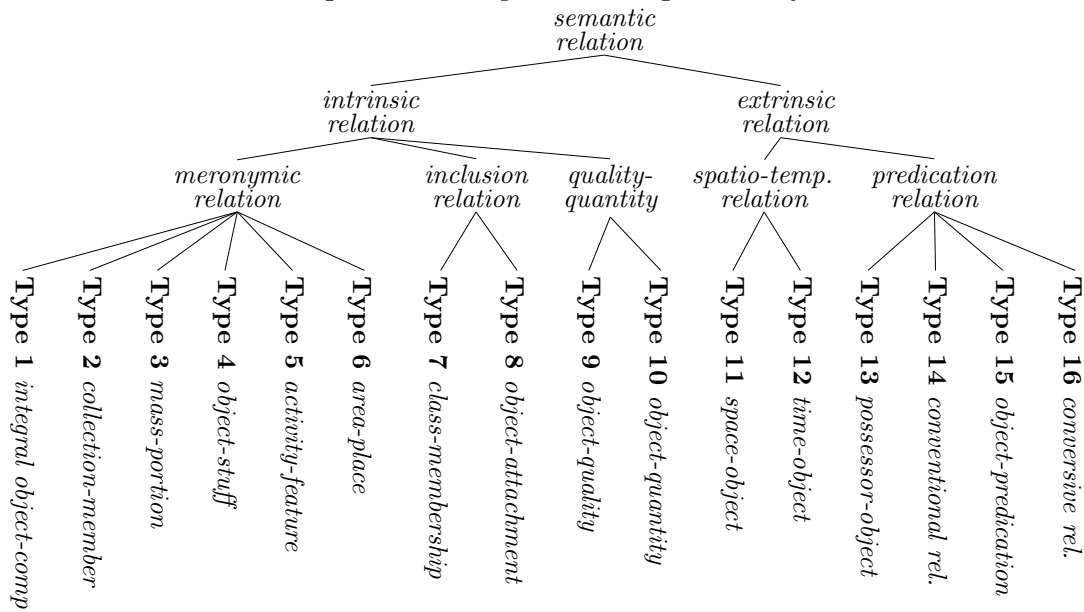 semantic
relation
intrinsic
relation
extrinsic
relation
meronymic
relation
inclusion
relation
quality-
quantity
spatio-temp.
relation
predication
relation
Type 1 integral object-comp
Type 2 collection-member
Type 3 mass-portion
Type 4 object-stuff
Type 5 activity-feature
Type 6 area-place
Type 7 class-membership
Type 8 object-attachment
Type 9 object-quality
Type 10 object-quantity
Type 11 space-object
Type 12 time-object
Type 13 possessor-object
Type 14 conventional rel.
Type 15 object-predication
Type 16 conversive rel.